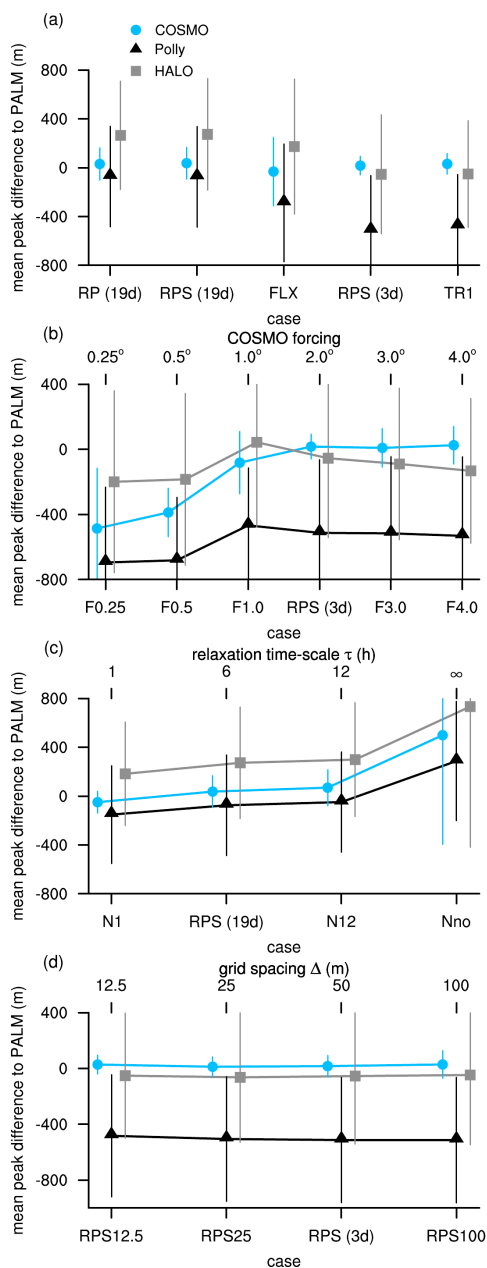 (a)
COSMO
Polly
HALO
mean peak difference to PALM (m)
800
400
0
-400
-800
RP (19d) RPS (19d) FLX RPS (3d) TR1
case
(b)
COSMO forcing
0.25° 0.5° 1.0° 2.0° 3.0° 4.0°
mean peak difference to PALM (m)
400
0
-400
-800
F0.25 F0.5 F1.0 RPS (3d) F3.0 F4.0
case
(c)
relaxation time-scale τ (h)
1 6 12 ∞
mean peak difference to PALM (m)
800
400
0
-400
-800
N1 RPS (19d) N12 Nno
case
(d)
grid spacing Δ (m)
12.5 25 50 100
mean peak difference to PALM (m)
400
0
-400
-800
RPS12.5 RPS25 RPS (3d) RPS100
case